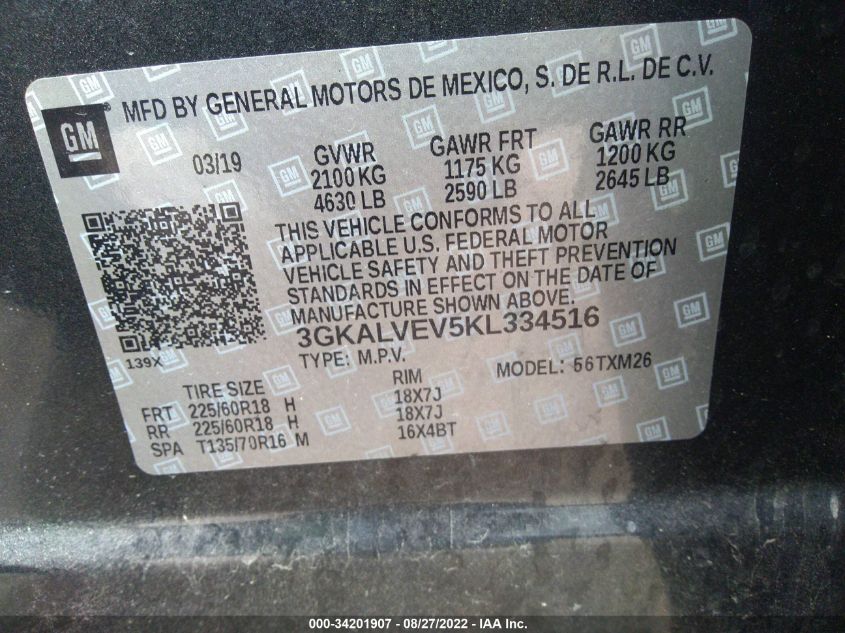 GM
MFD BY GENERAL MOTORS DE MEXICO, S. DE R.L. DE C.V.
03/19 GVWR GAWR FRT GAWR RR
2100 KG 1175 KG 1200 KG
4630 LB 2590 LB 2645 LB
THIS VEHICLE CONFORMS TO ALL
APPLICABLE U.S. FEDERAL MOTOR
VEHICLE SAFETY AND THEFT PREVENTION
STANDARDS IN EFFECT ON THE DATE OF
MANUFACTURE SHOWN ABOVE.
3GKALVEV5KL334516
139X
TYPE: M.P.V. MODEL: 56TXM26
TIRE SIZE RIM
FRT 225/60R18 H 18X7J
RR 225/60R18 H 18X7J
SPA T135/70R16 M 16X4BT
000-34201907 - 08/27/2022 - IAA Inc.